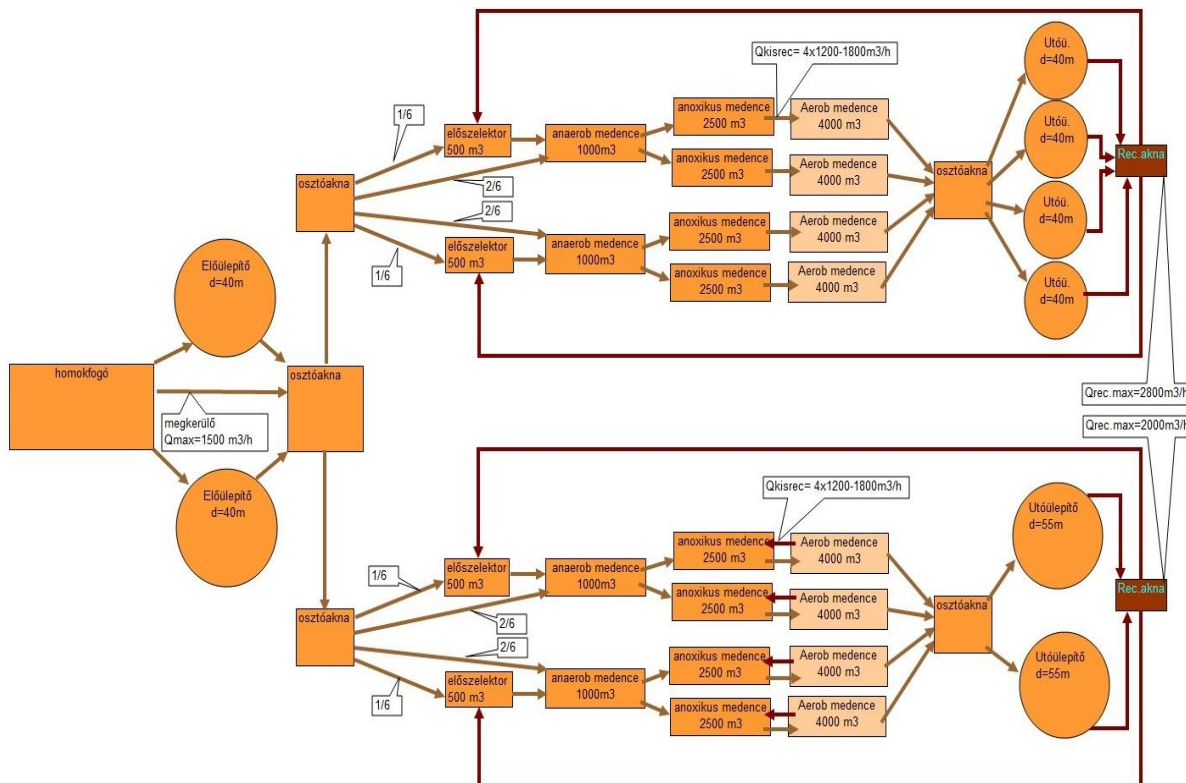 Qkisrec= 4x1200-1800m3/h
Utóü.
d=40m
1/6
előszelektor
500 m3
anaerob medence
1000m3
anoxikus medence
2500 m3
Aerob medence
4000 m3
anoxikus medence
2500 m3
Aerob medence
4000 m3
Utóü.
d=40m
Rec.akna
osztóakna
2/6
2/6
osztóakna
Utóü.
d=40m
1/6
előszelektor
500 m3
anaerob medence
1000m3
anoxikus medence
2500 m3
Aerob medence
4000 m3
anoxikus medence
2500 m3
Aerob medence
4000 m3
Utóü.
d=40m
Előülepítő
d=40m
homokfogó
osztóakna
megkerülő
Qmax=1500 m3/h
Qrec.max=2800m3/h
Qrec.max=2000m3/h
Előülepítő
d=40m
Qkisrec= 4x1200-1800m3/h
Utóülepítő
d=55m
1/6
előszelektor
500 m3
anaerob medence
1000m3
anoxikus medence
2500 m3
Aerob medence
4000 m3
anoxikus medence
2500 m3
Aerob medence
4000 m3
Rec.akna
osztóakna
2/6
2/6
osztóakna
1/6
előszelektor
500 m3
anaerob medence
1000m3
anoxikus medence
2500 m3
Aerob medence
4000 m3
anoxikus medence
2500 m3
Aerob medence
4000 m3
Utóülepítő
d=55m